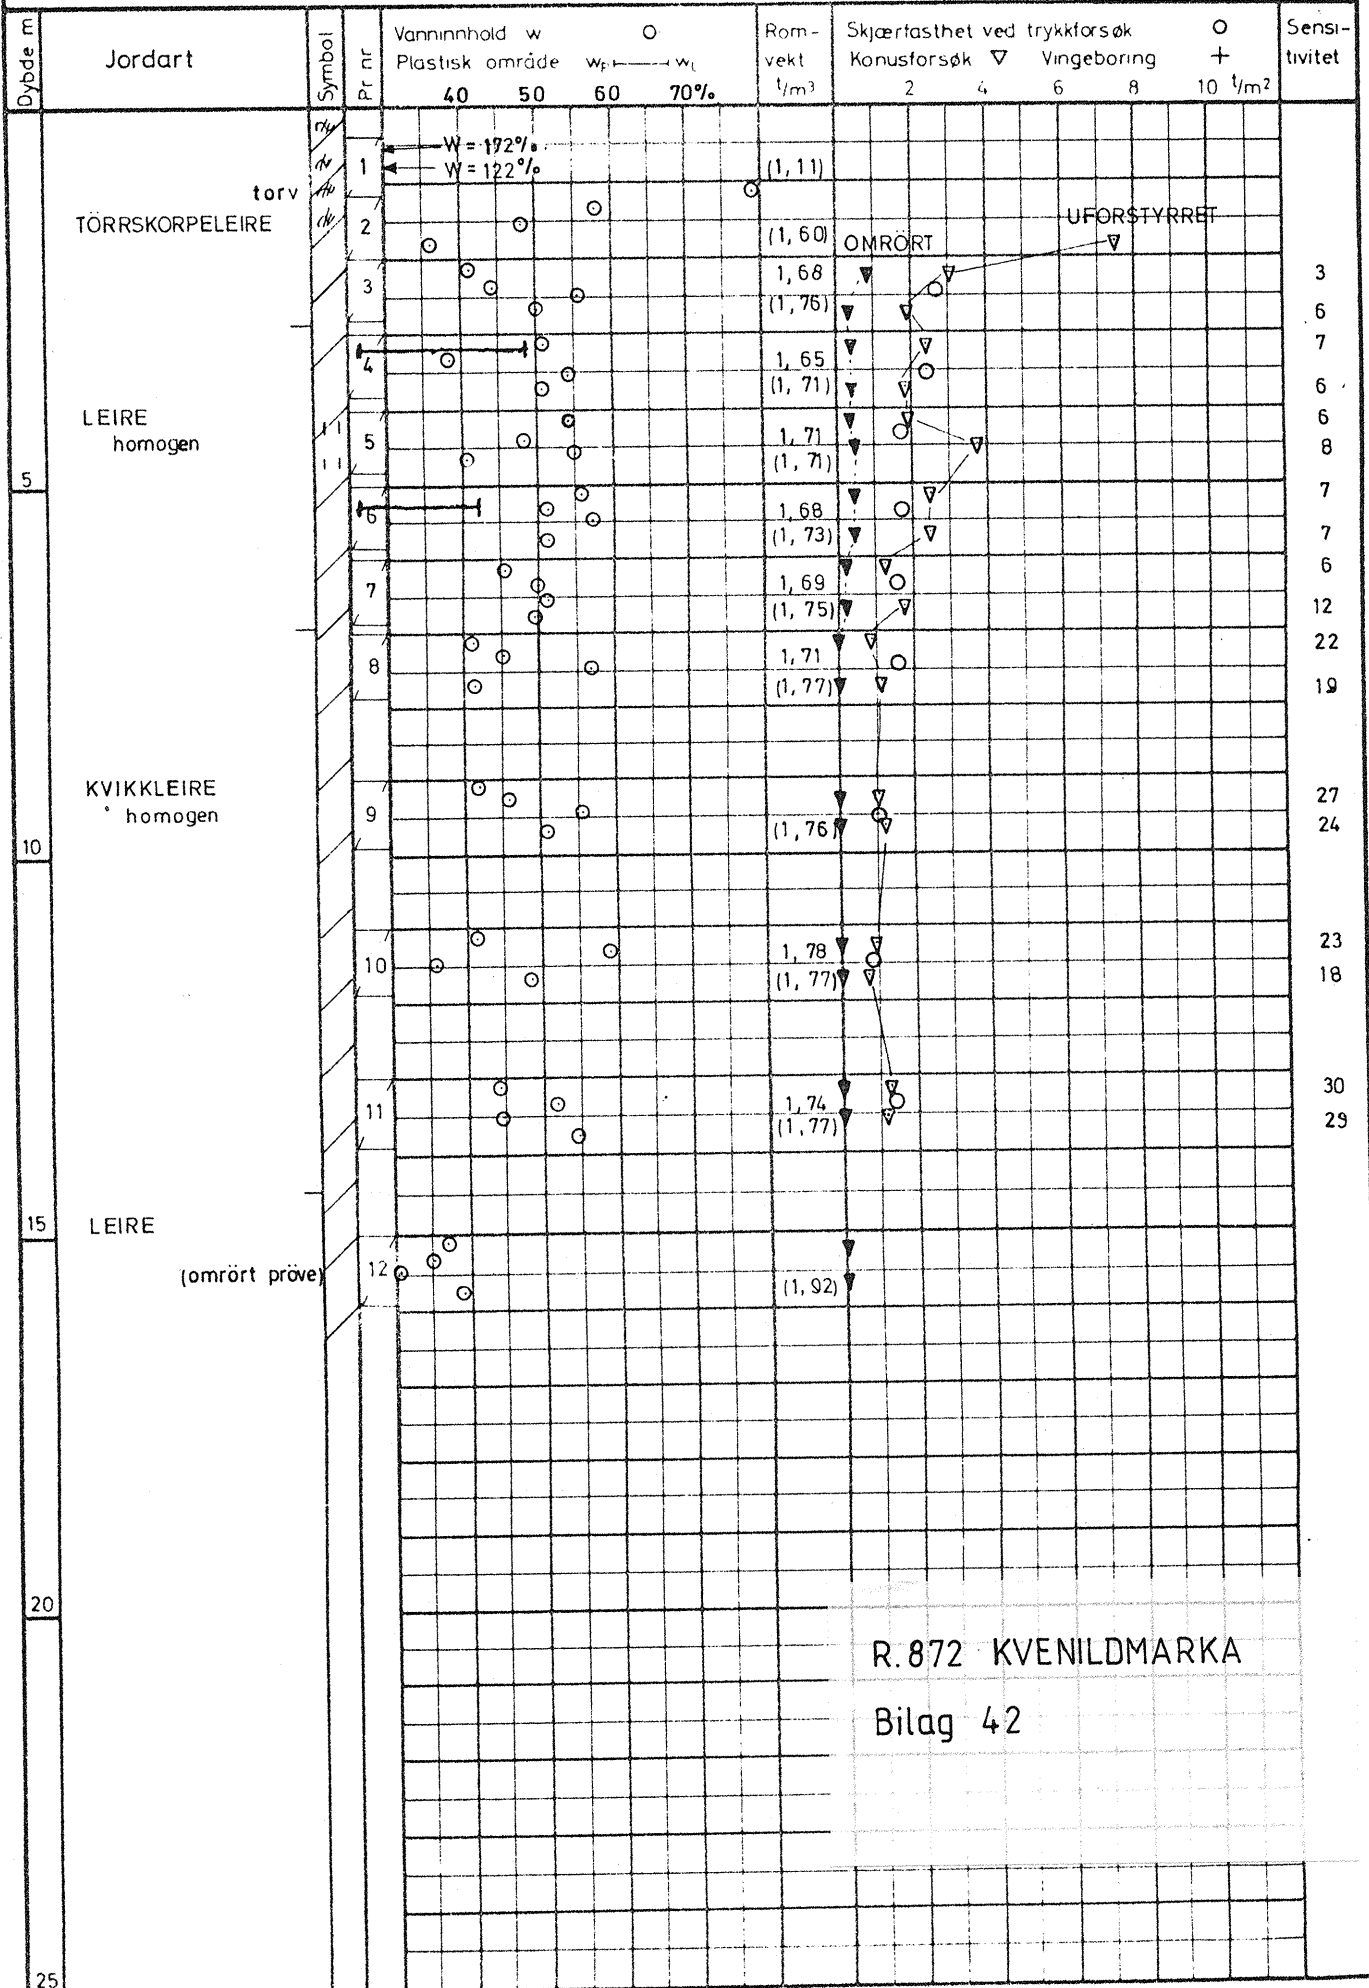 Dybde m
Jordart
Symbol
Pr nr
Vanninnhold w
Plastisk område wP wL
40 50 60 70%
Rom-
vekt
t/m³
Skjærfasthet ved trykkforsøk
Konusforsøk Vingeboring +
2 4 6 8 10 t/m²
Sensi-
tivitet
W = 172%
1 W = 122% (1,11)
torv
TÖRRSKORPELEIRE 2 (1,60) OMRÖRT UFORSTYRRET
3 1,68 3
(1,76) 6
7
4 1,65
(1,71) 6
LEIRE 6
homogen 5 1,71 8
(1,71)
5 7
6 1,68
(1,73) 7
6
7 1,69
(1,75) 12
22
8 1,71
(1,77) 19
KVIKKLEIRE 27
homogen 9 (1,76) 24
10
23
10 1,78
(1,77) 18
30
11 1,74
(1,77) 29
15 LEIRE
(omrört pröve) 12 (1,92)
20
R.872 KVENILDMARKA
Bilag 42
25